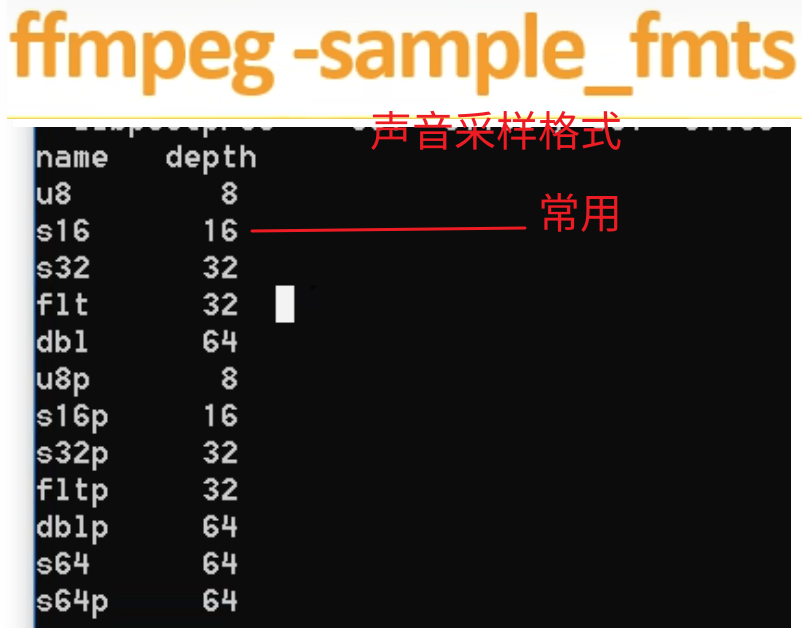 ffmpeg -sample_fmts
声音采样格式
name depth
u8 8
s16 16 常用
s32 32
flt 32
dbl 64
u8p 8
s16p 16
s32p 32
fltp 32
dblp 64
s64 64
s64p 64